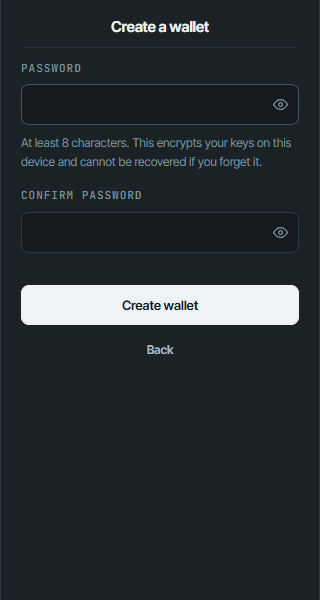 Create a wallet
PASSWORD
At least 8 characters. This encrypts your keys on this
device and cannot be recovered if you forget it.
CONFIRM PASSWORD
Create wallet
Back